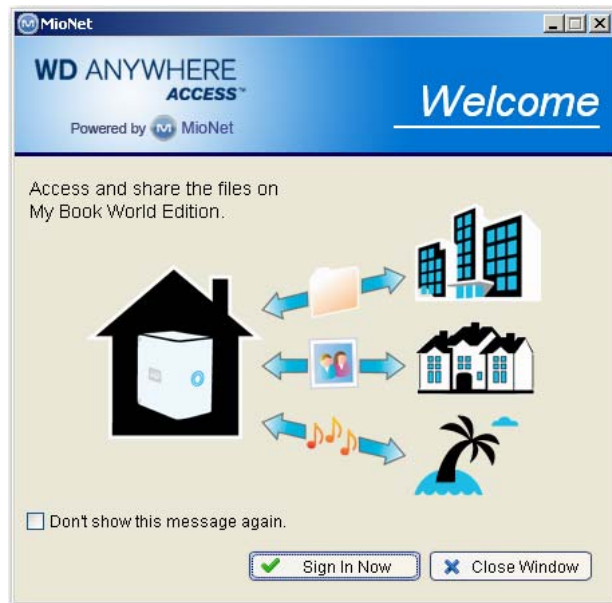 MioNet
WD ANYWHERE
ACCESS™
Powered by MioNet
Welcome
Access and share the files on
My Book World Edition.
Don't show this message again.
Sign In Now
Close Window